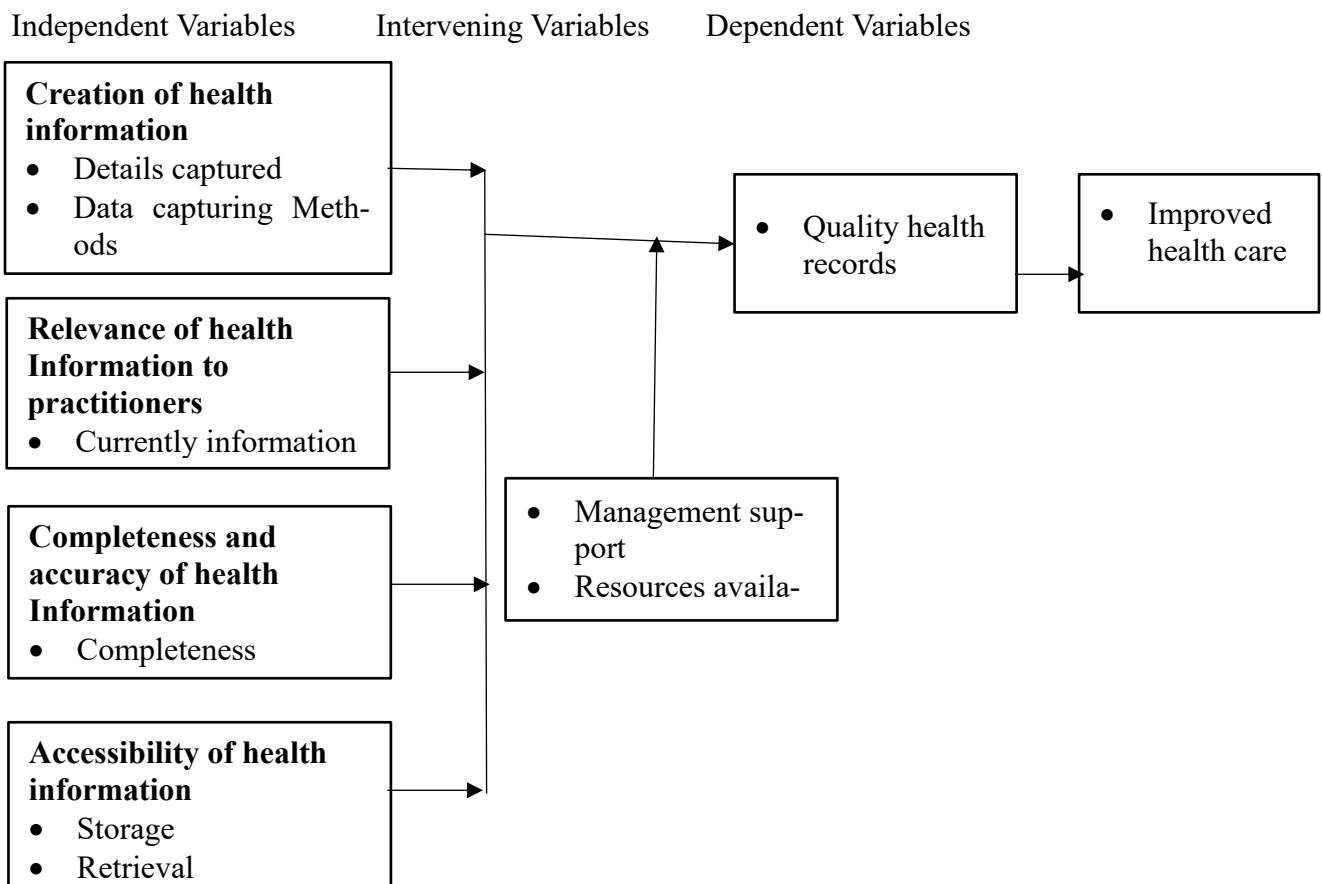 Independent Variables
Intervening Variables
Dependent Variables
Creation of health
information
• Details captured
• Data capturing Meth-
ods
Relevance of health
Information to
practitioners
• Currently information
Completeness and
accuracy of health
Information
• Completeness
Accessibility of health
information
• Storage
• Retrieval
• Management sup-
port
• Resources availa-
• Quality health
records
• Improved
health care